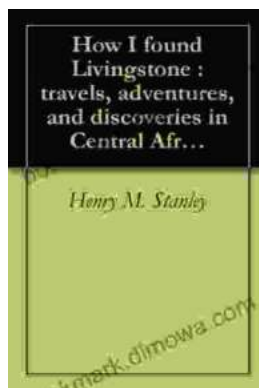 How I found
Livingstone :
travels, adventures,
and discoveries in
Central Afr...
Henry M. Stanley
mark.dimowa.com